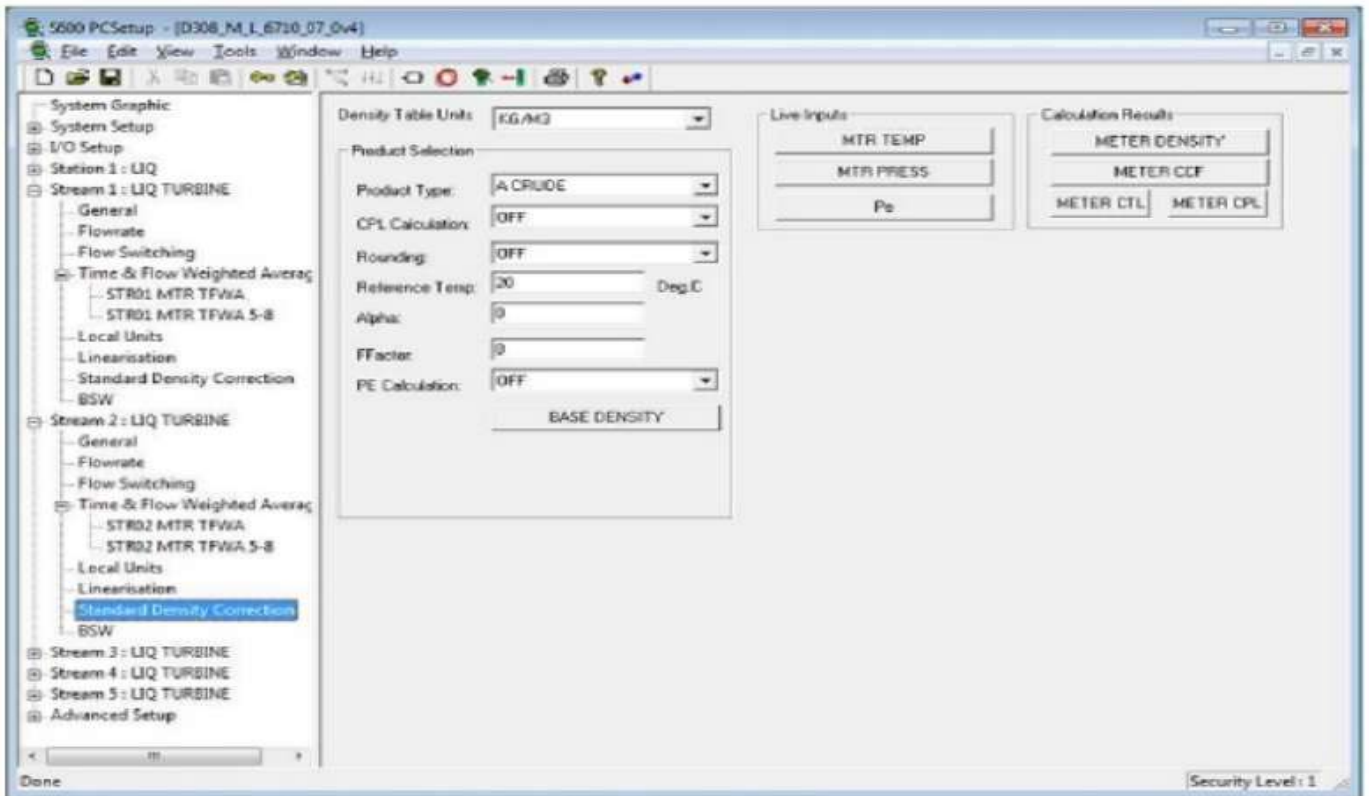 S600 PCSetup - [D308_M_L_6710_07_0v4]
File Edit View Tools Window Help
System Graphic
System Setup
I/O Setup
Station 1 : LIQ
Stream 1 : LIQ TURBINE
General
Flowrate
Flow Switching
Time & Flow Weighted Averag
STR01 MTR TFWA
STR01 MTR TFWA 5-8
Local Units
Linearisation
Standard Density Correction
BSW
Stream 2 : LIQ TURBINE
General
Flowrate
Flow Switching
Time & Flow Weighted Averag
STR02 MTR TFWA
STR02 MTR TFWA 5-8
Local Units
Linearisation
Standard Density Correction
BSW
Stream 3 : LIQ TURBINE
Stream 4 : LIQ TURBINE
Stream 5 : LIQ TURBINE
Advanced Setup
Density Table Units KG/M3
Product Selection
Product Type: A CRUDE
CPL Calculation: OFF
Rounding: OFF
Reference Temp: 20 Deg.C
Alpha: 0
FFactor: 0
PE Calculation: OFF
BASE DENSITY
Live Inputs
MTR TEMP
MTR PRESS
Pe
Calculation Results
METER DENSITY
METER CCF
METER CTL METER CPL
Done
Security Level : 1